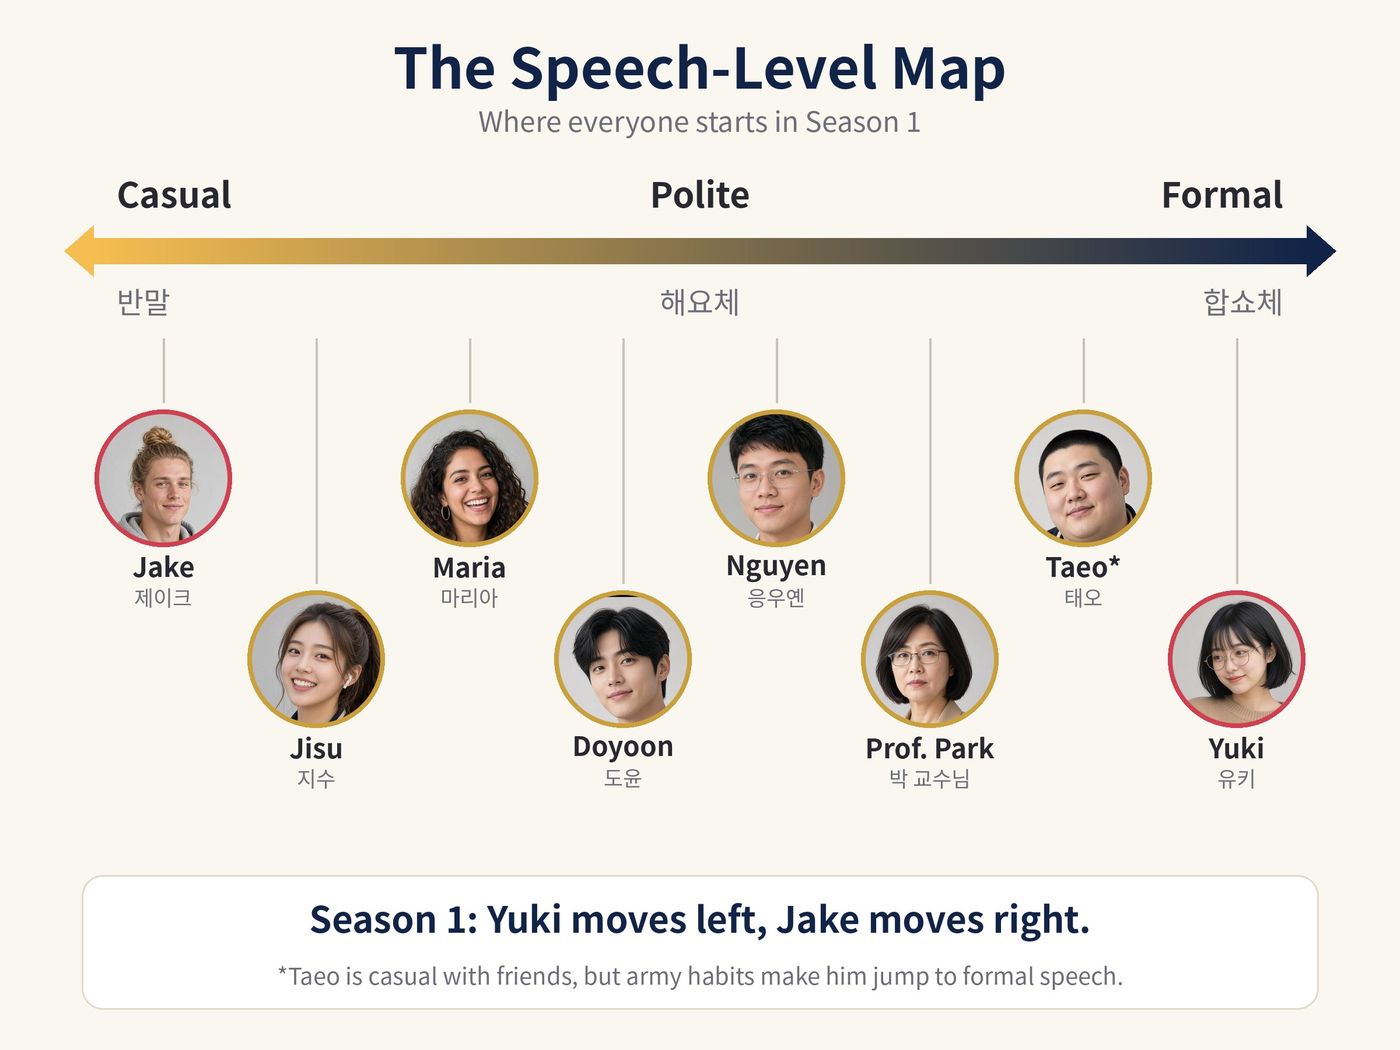 The Speech-Level Map
Where everyone starts in Season 1
Casual
Polite
Formal
반말
해요체
합쇼체
Jake
제이크
Maria
마리아
Nguyen
응우옌
Taeo*
태오
Jisu
지수
Doyoon
도윤
Prof. Park
박 교수님
Yuki
유키
Season 1: Yuki moves left, Jake moves right.
*Taeo is casual with friends, but army habits make him jump to formal speech.